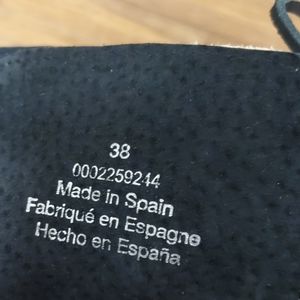 38
0002259244
Made in Spain
Fabriqué en Espagne
Hecho en España